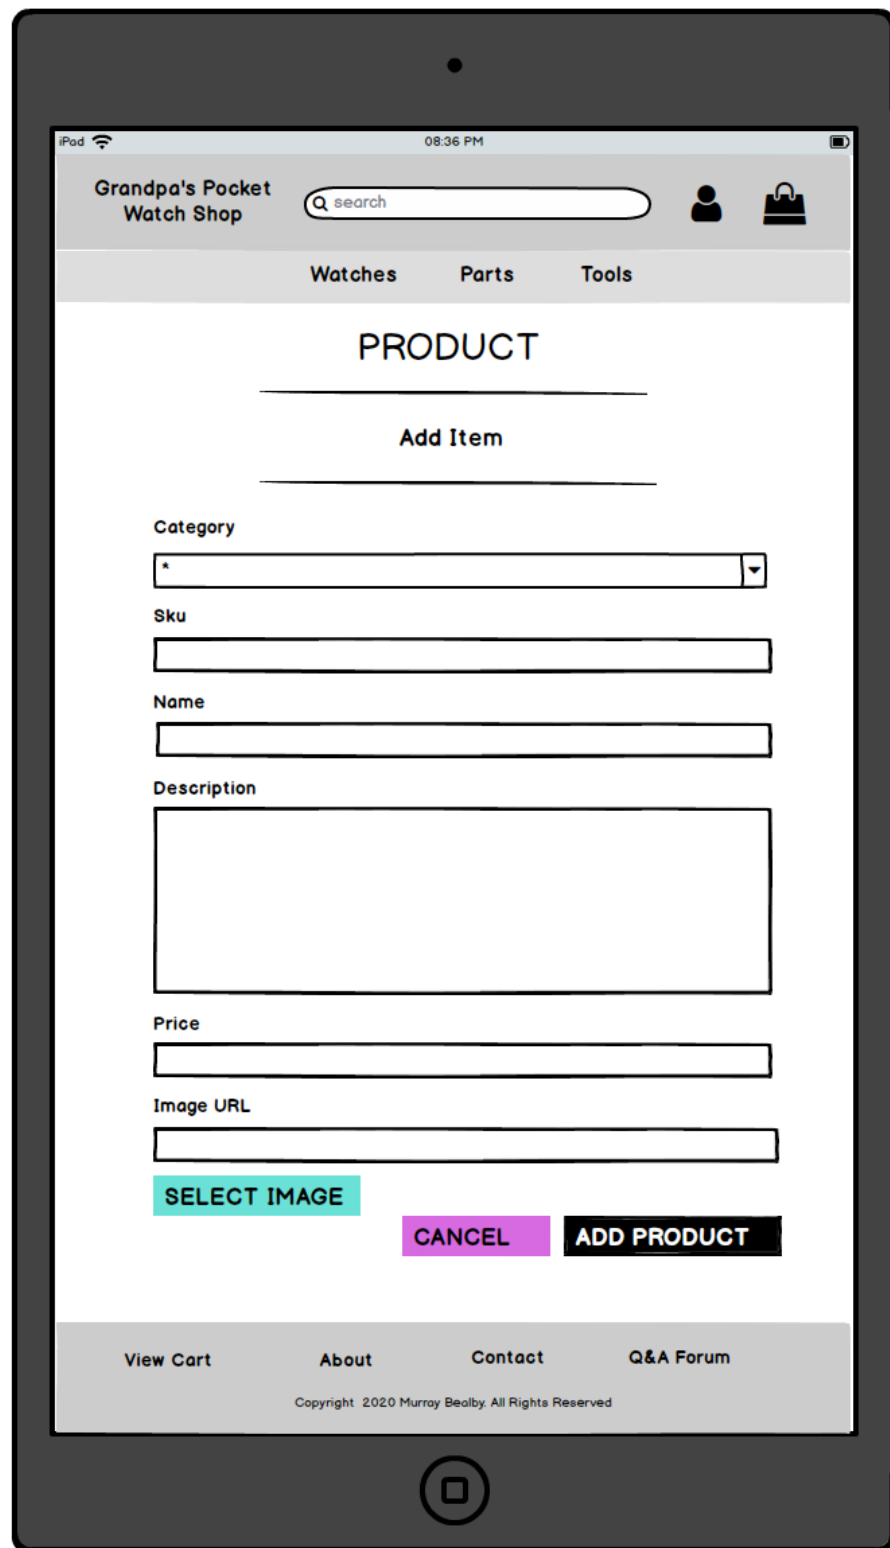 iPad
08:36 PM
Grandpa's Pocket
Watch Shop
search
Watches Parts Tools
PRODUCT
Add Item
Category
*
Sku
Name
Description
Price
Image URL
SELECT IMAGE
CANCEL ADD PRODUCT
View Cart About Contact Q&A Forum
Copyright 2020 Murray Bealby. All Rights Reserved